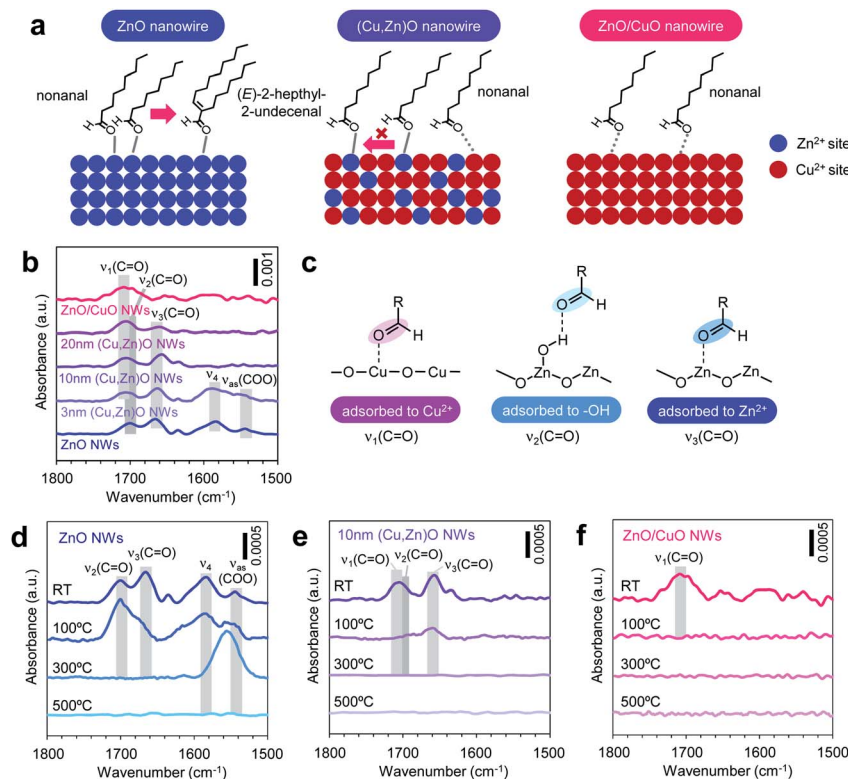 a
ZnO nanowire
(Cu,Zn)O nanowire
ZnO/CuO nanowire
nonanal
(E)-2-hepthyl-
2-undecenal
nonanal
nonanal
H O H O H O
H O H O H O
H O H O
Zn²⁺ site
Cu²⁺ site
b
ν₁(C=O)
ν₂(C=O)
0.001
ZnO/CuO NWs
ν₃(C=O)
20nm (Cu,Zn)O NWs
10nm (Cu,Zn)O NWs
ν₄ νas(COO)
3nm (Cu,Zn)O NWs
ZnO NWs
Absorbance (a.u.)
1800 1700 1600 1500
Wavenumber (cm⁻¹)
c
R
O H
–O–Cu–O–Cu–
adsorbed to Cu²⁺
ν₁(C=O)
R
O H
H
O
O Zn O Zn
adsorbed to -OH
ν₂(C=O)
R
O H
O Zn O Zn
adsorbed to Zn²⁺
ν₃(C=O)
d
ZnO NWs
0.0005
ν₂(C=O)
ν₃(C=O)
ν₄
νas
(COO)
RT
100ºC
300ºC
500ºC
Absorbance (a.u.)
1800 1700 1600 1500
Wavenumber (cm⁻¹)
e
10nm (Cu,Zn)O NWs
0.0005
ν₁(C=O)
ν₂(C=O)
ν₃(C=O)
RT
100ºC
300ºC
500ºC
Absorbance (a.u.)
1800 1700 1600 1500
Wavenumber (cm⁻¹)
f
ZnO/CuO NWs
0.0005
ν₁(C=O)
RT
100ºC
300ºC
500ºC
Absorbance (a.u.)
1800 1700 1600 1500
Wavenumber (cm⁻¹)